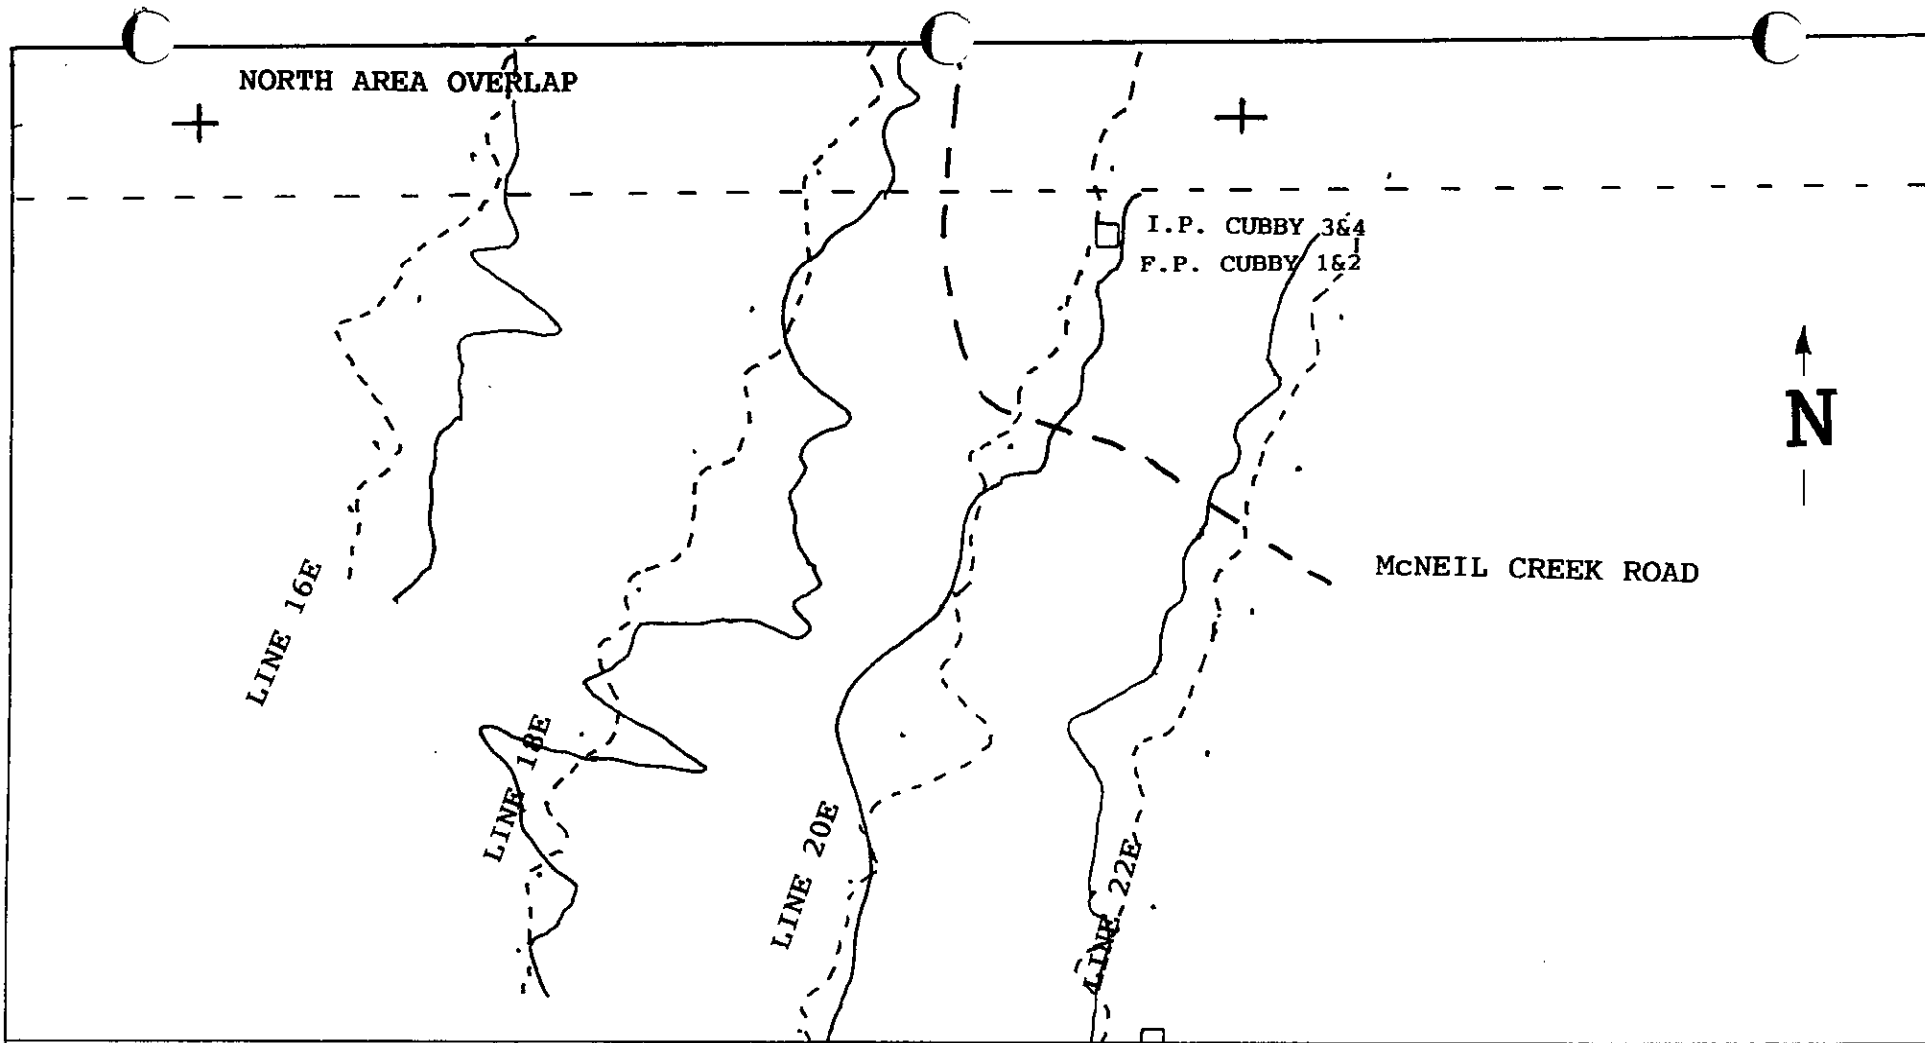 NORTH AREA OVERLAP
I.P. CUBBY 3&4
F.P. CUBBY 1&2
N
McNEIL CREEK ROAD
LINE 16E
LINE 18E
LINE 20E
LINE 22E